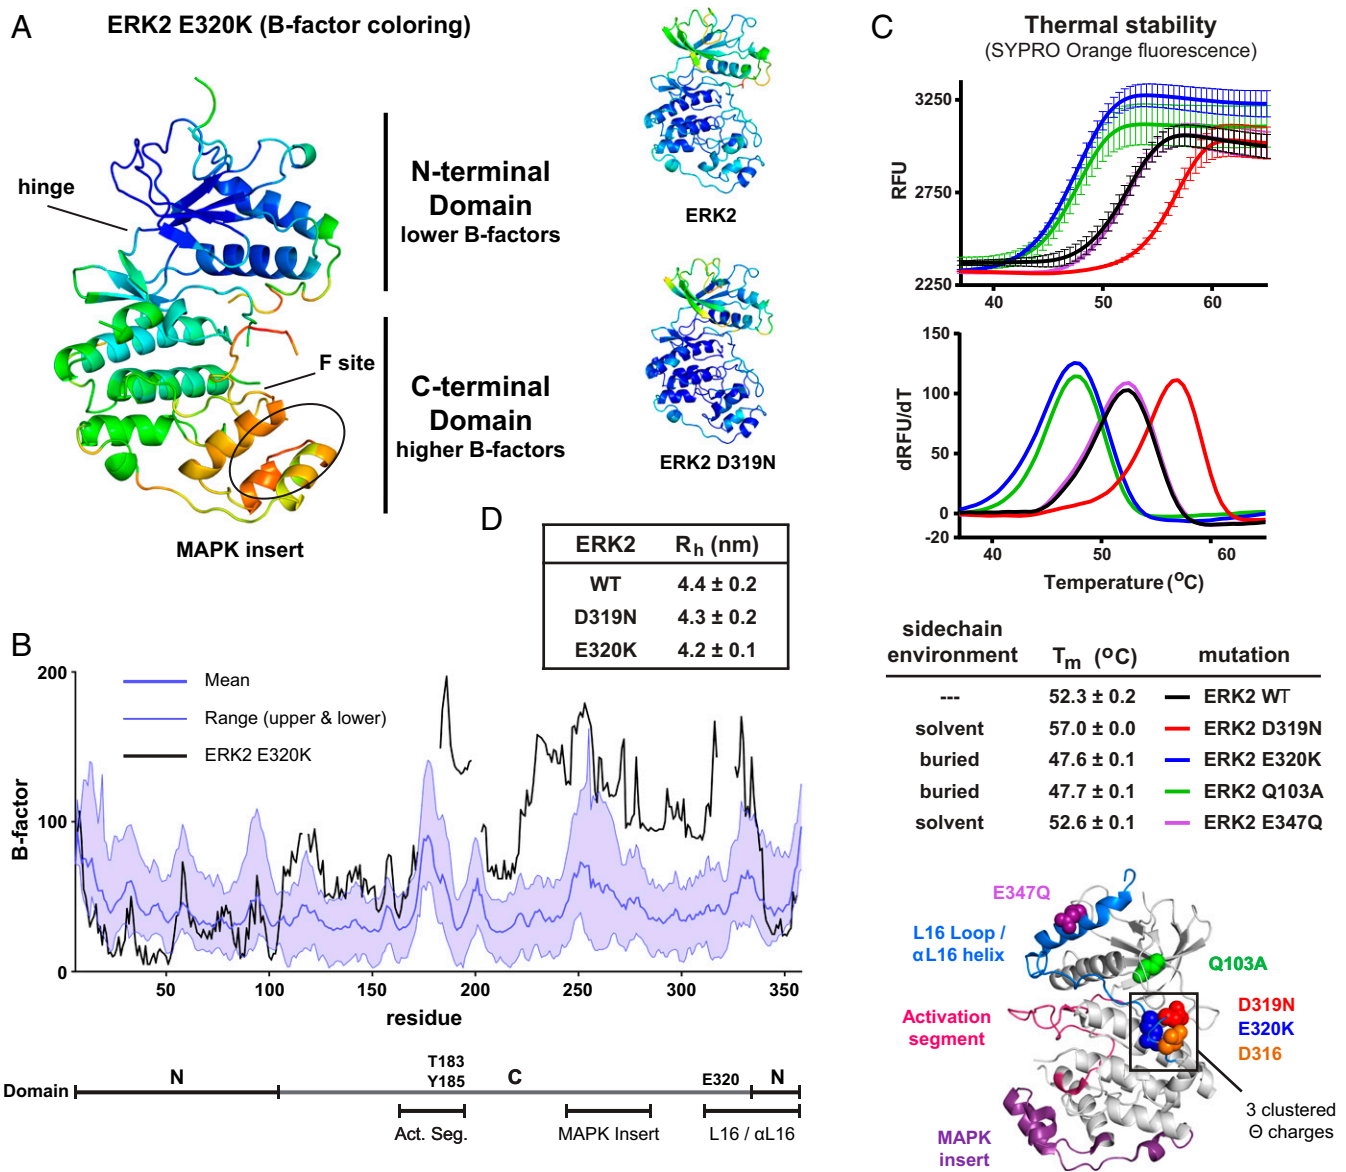 A
ERK2 E320K (B-factor coloring)
hinge
N-terminal
Domain
lower B-factors
F site
C-terminal
Domain
higher B-factors
MAPK insert
ERK2
ERK2 D319N
C
Thermal stability
(SYPRO Orange fluorescence)
3250
2750
2250
RFU
40
50
60
150
100
50
0
-20
dRFU/dT
40
50
60
Temperature (°C)
sidechain
environment Tm (°C) mutation
--- 52.3 ± 0.2 ERK2 WT
solvent 57.0 ± 0.0 ERK2 D319N
buried 47.6 ± 0.1 ERK2 E320K
buried 47.7 ± 0.1 ERK2 Q103A
solvent 52.6 ± 0.1 ERK2 E347Q
E347Q
L16 Loop /
αL16 helix
Q103A
Activation
segment
D319N
E320K
D316
3 clustered
Θ charges
MAPK
insert
D
ERK2 Rh (nm)
WT 4.4 ± 0.2
D319N 4.3 ± 0.2
E320K 4.2 ± 0.1
B
200
100
0
B-factor
Mean
Range (upper & lower)
ERK2 E320K
50
100
150
200
250
300
350
residue
Domain
N
T183
Y185
C
E320
N
Act. Seg.
MAPK Insert
L16 / αL16